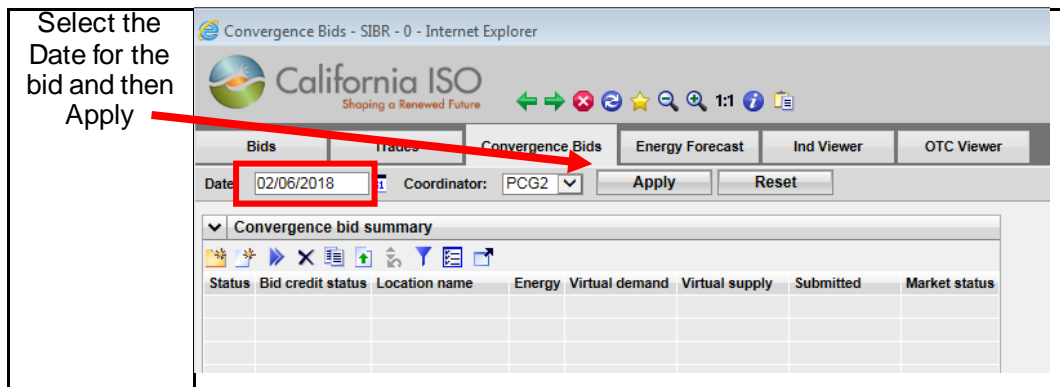 Select the
Date for the
bid and then
Apply
Convergence Bids - SIBR - 0 - Internet Explorer
California ISO
Shaping a Renewed Future
1:1
Bids Trades Convergence Bids Energy Forecast Ind Viewer OTC Viewer
Date 02/06/2018 Coordinator: PCG2 Apply Reset
Convergence bid summary
Status Bid credit status Location name Energy Virtual demand Virtual supply Submitted Market status